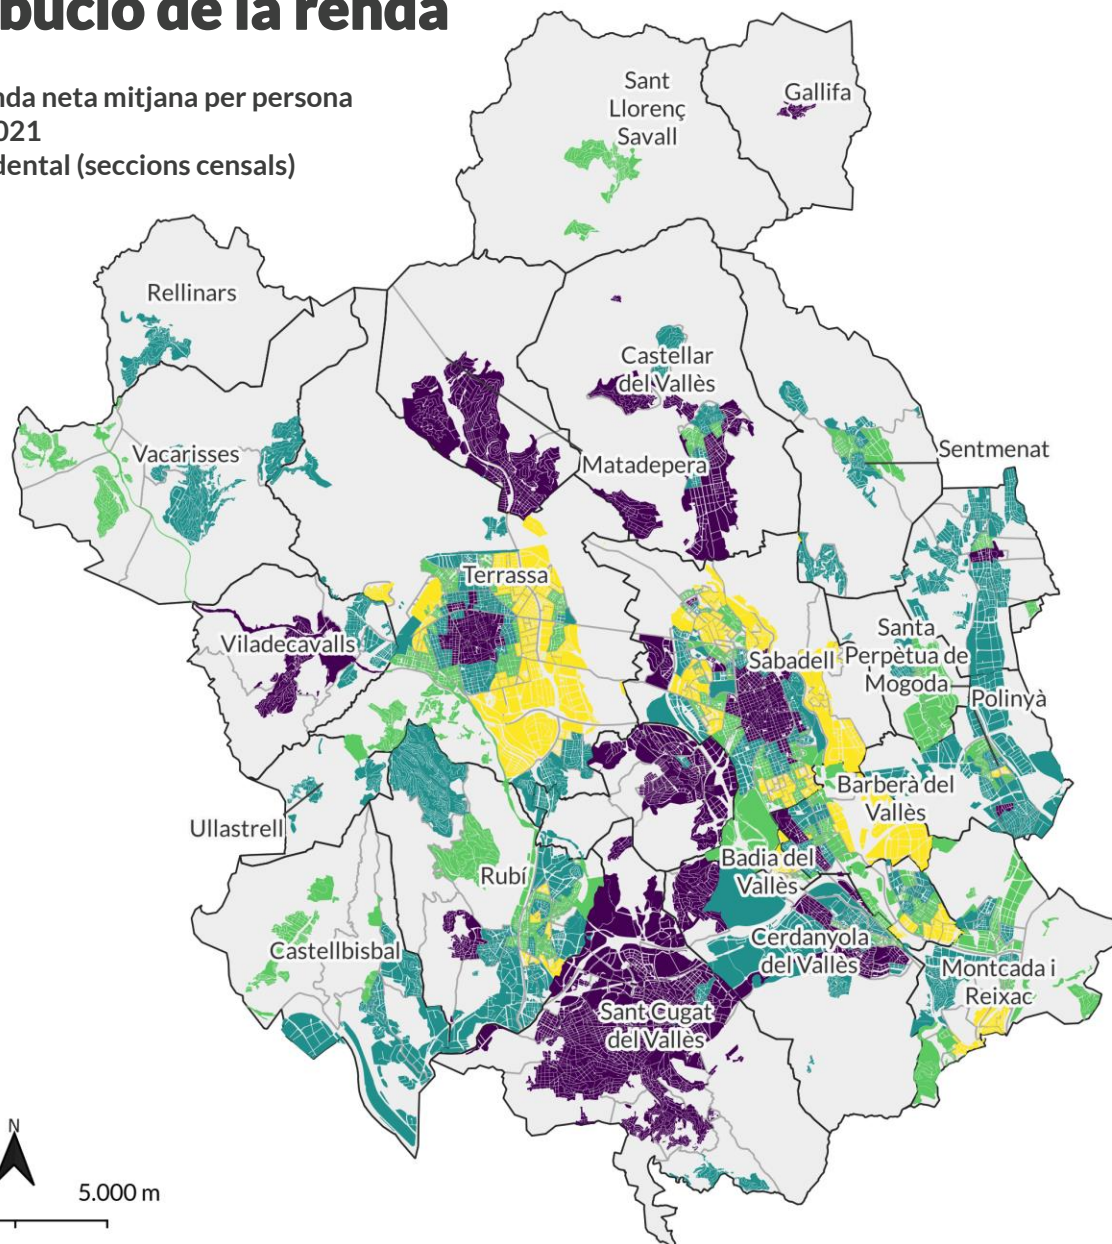 bució de la renda
nda neta mitjana per persona
021
dental (seccions censals)
Sant
Llorenç
Savall
Gallifa
Rellinars
Castellar
del Vallès
Vacarisses
Matadepera
Sentmenat
Terrassa
Viladecavalls
Sabadell
Santa
Perpètua de
Mogoda
Polinyà
Barberà del
Vallès
Ullastrell
Badia del
Vallès
Rubí
Castellbisbal
Cerdanyola
del Vallès
Montcada i
Reixac
Sant Cugat
del Vallès
N
5.000 m